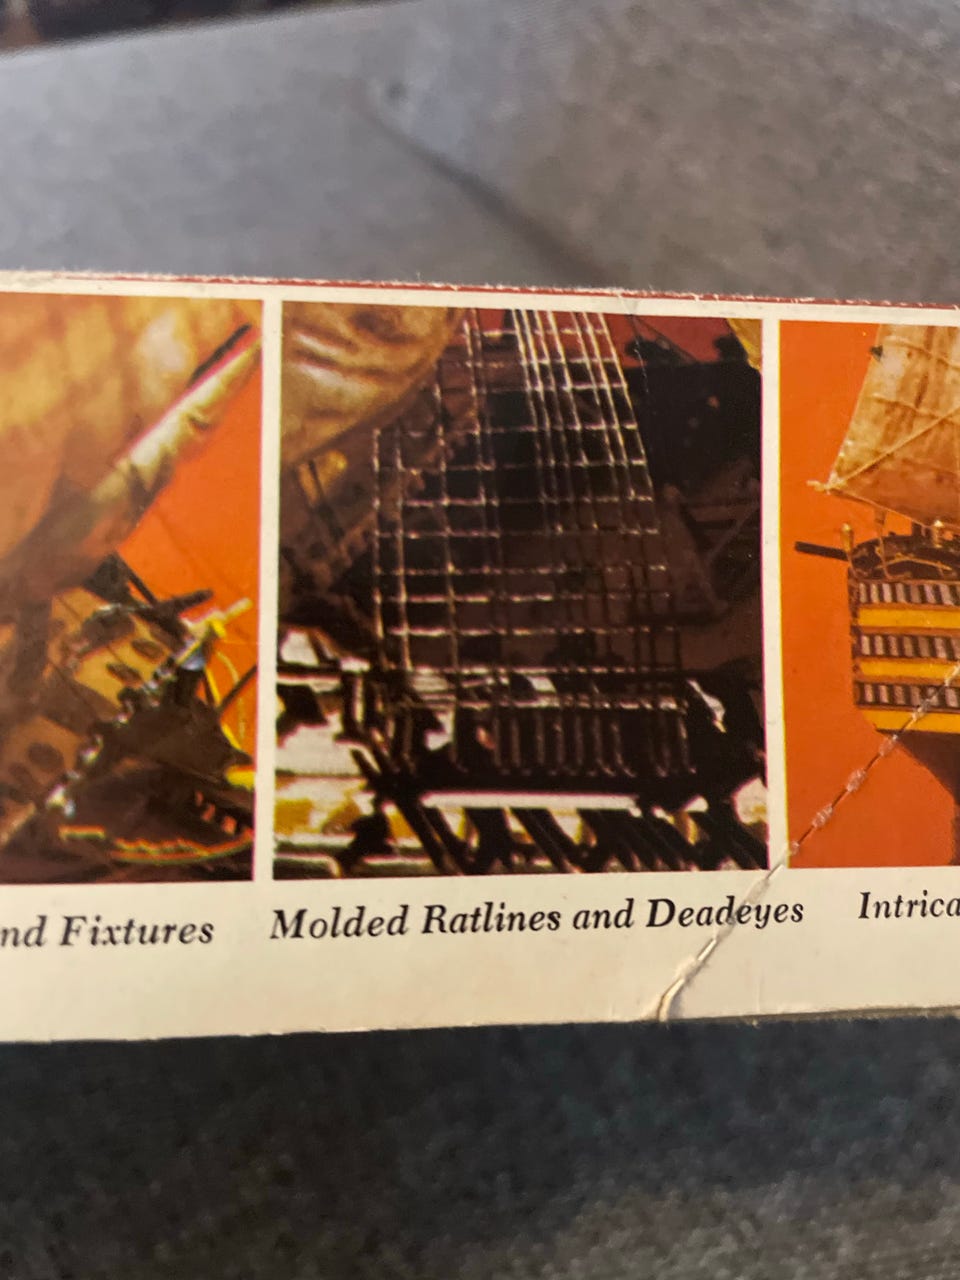 nd Fixtures
Molded Ratlines and Deadeyes
Intrica